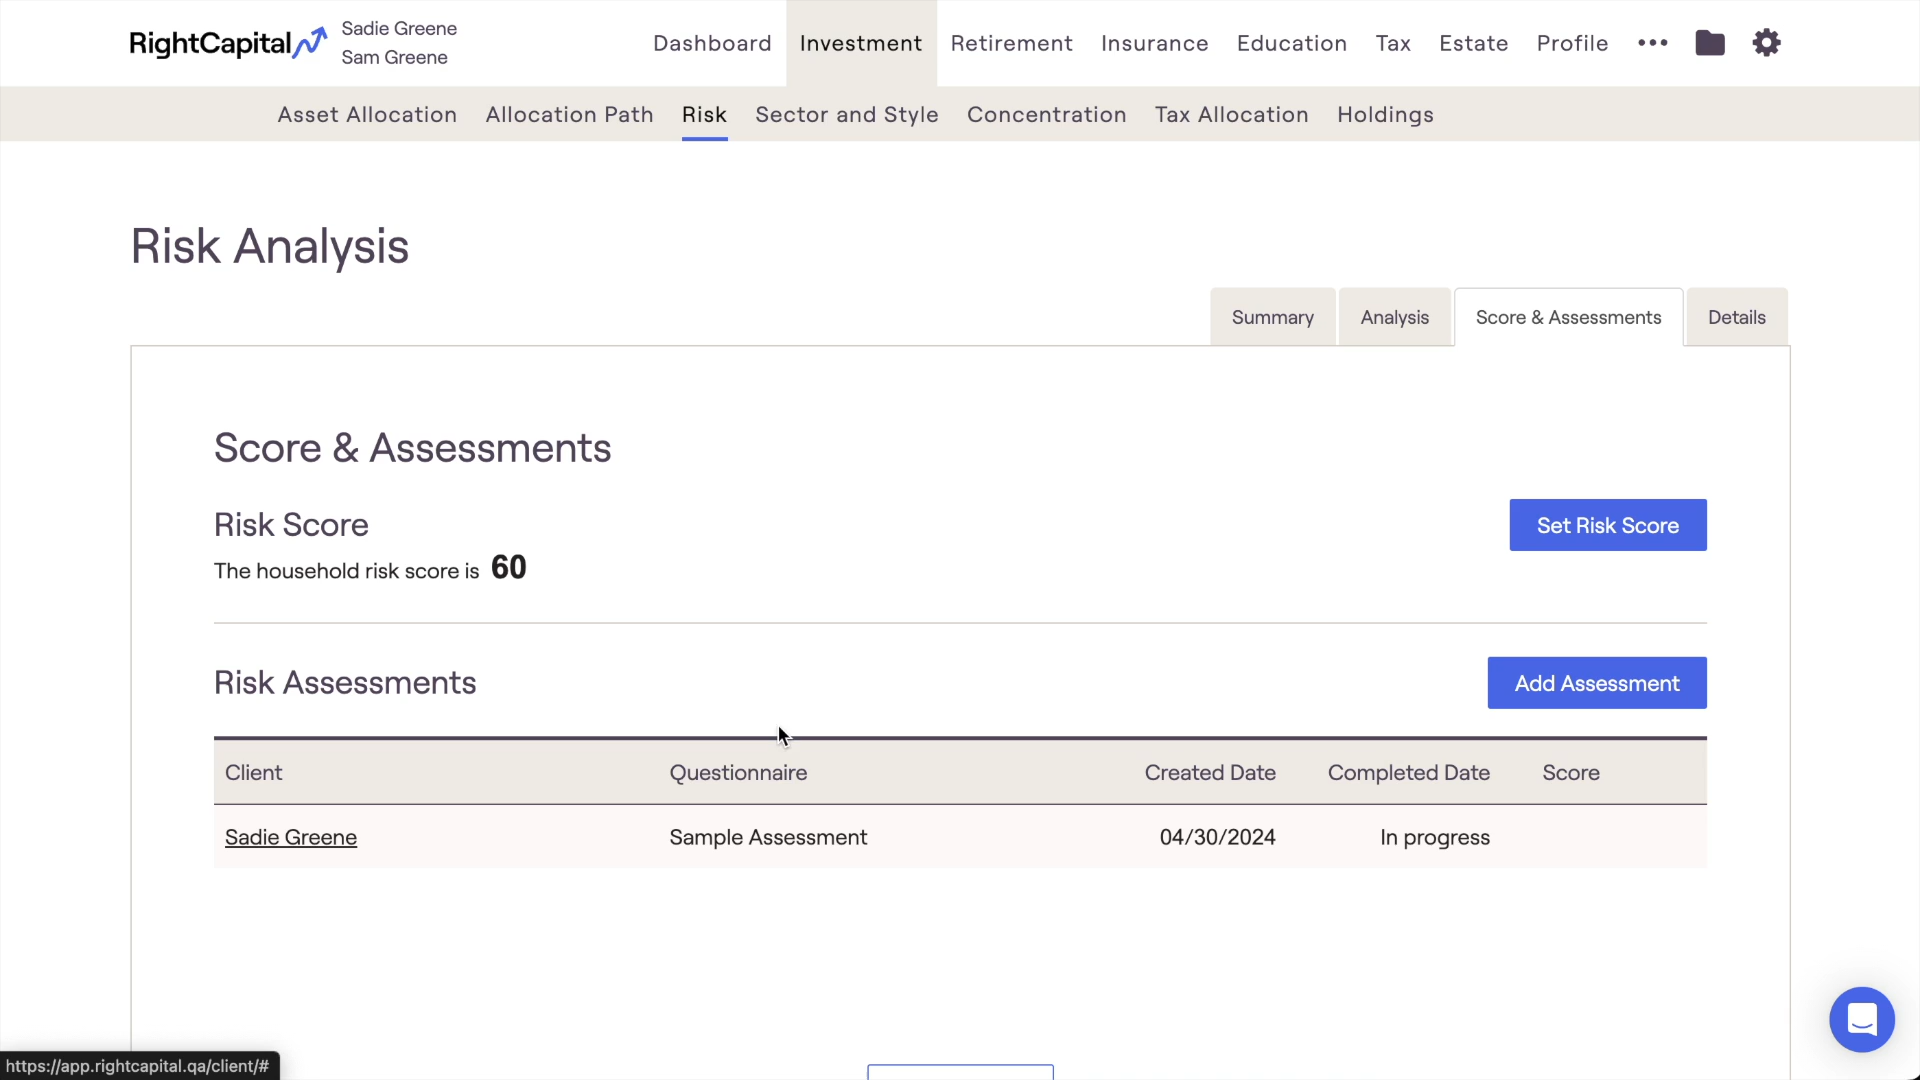 RightCapital
Sadie Greene
Sam Greene
Dashboard Investment Retirement Insurance Education Tax Estate Profile
Asset Allocation Allocation Path Risk Sector and Style Concentration Tax Allocation Holdings
Risk Analysis
Summary Analysis Score & Assessments Details
Score & Assessments
Risk Score
Set Risk Score
The household risk score is 60
Risk Assessments
Add Assessment
Client Questionnaire Created Date Completed Date Score
Sadie Greene Sample Assessment 04/30/2024 In progress
https://app.rightcapital.qa/client/#